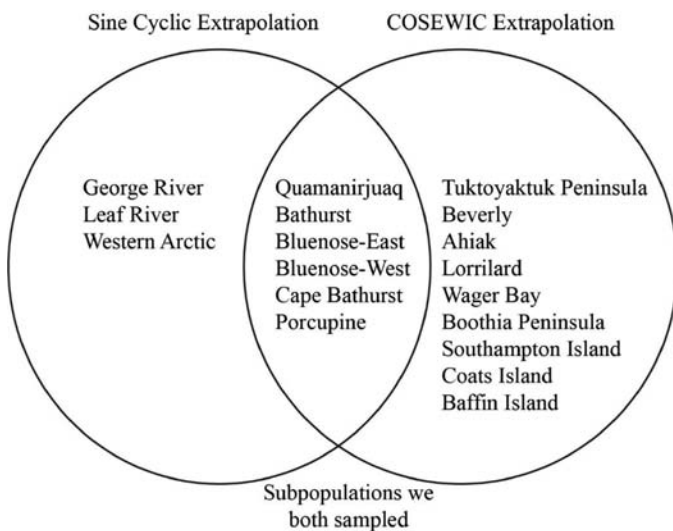 Sine Cyclic Extrapolation
COSEWIC Extrapolation
George River
Leaf River
Western Arctic
Quamanirjuaq
Bathurst
Bluenose-East
Bluenose-West
Cape Bathurst
Porcupine
Tuktoyaktuk Peninsula
Beverly
Ahiak
Lorrilard
Wager Bay
Boothia Peninsula
Southampton Island
Coats Island
Baffin Island
Subpopulations we
both sampled